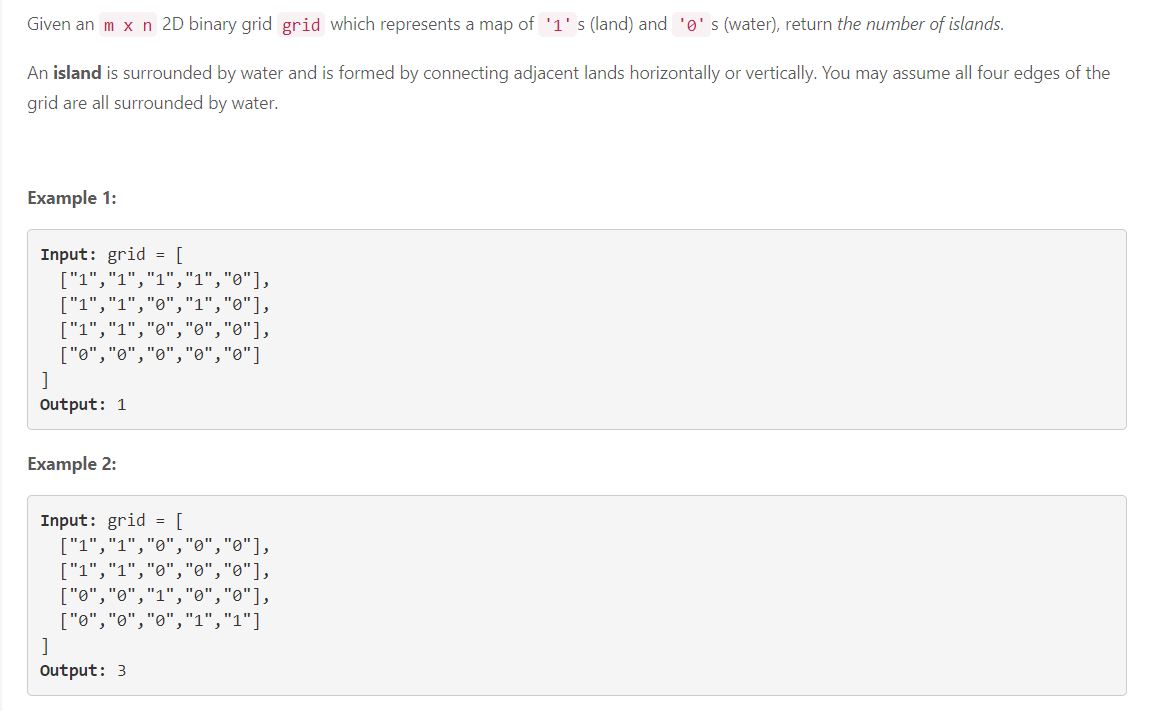 Given an m x n 2D binary grid grid which represents a map of '1' s (land) and '0' s (water), return the number of islands.
An island is surrounded by water and is formed by connecting adjacent lands horizontally or vertically. You may assume all four edges of the
grid are all surrounded by water.
Example 1:
Input: grid = [
["1","1","1","1","0"],
["1","1","0","1","0"],
["1","1","0","0","0"],
["0","0","0","0","0"]
]
Output: 1
Example 2:
Input: grid = [
["1","1","0","0","0"],
["1","1","0","0","0"],
["0","0","1","0","0"],
["0","0","0","1","1"]
]
Output: 3